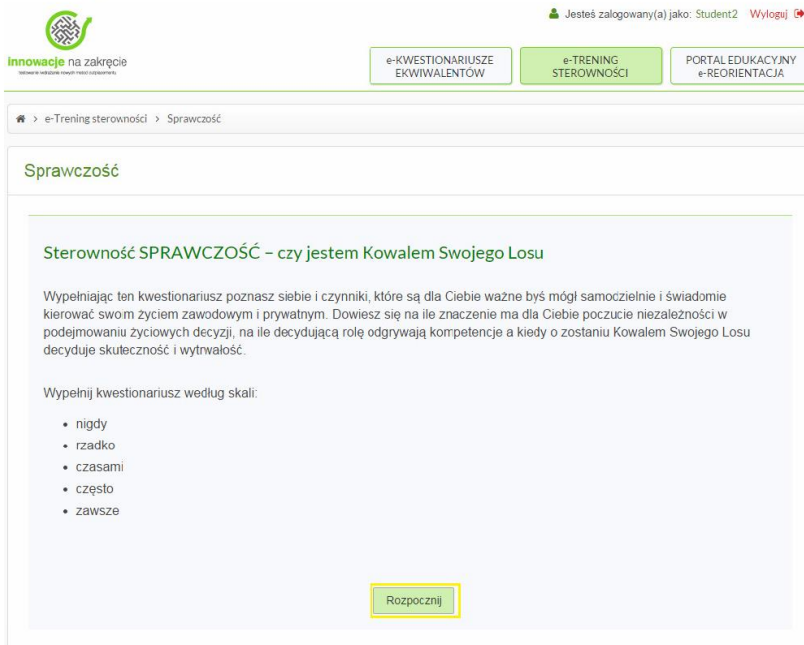 Jesteś zalogowany(a) jako: Student2 Wyloguj
innowacje na zakręcie
e-KWESTIONARIUSZE
EKWIWALENTÓW
e-TRENING
STEROWNOŚCI
PORTAL EDUKACYJNY
e-REORIENTACJA
> e-Trening sterowności > Sprawczość
Sprawczość
Sterowność SPRAWCZOŚĆ – czy jestem Kowalem Swojego Losu
Wypełniając ten kwestionariusz poznasz siebie i czynniki, które są dla Ciebie ważne byś mógł samodzielnie i świadomie
kierować swoim życiem zawodowym i prywatnym. Dowiesz się na ile znaczenie ma dla Ciebie poczucie niezależności w
podejmowaniu życiowych decyzji, na ile decydującą rolę odgrywają kompetencje a kiedy o zostaniu Kowalem Swojego Losu
decyduje skuteczność i wytrwałość.
Wypełnij kwestionariusz według skali:
• nigdy
• rzadko
• czasami
• często
• zawsze
Rozpocznij